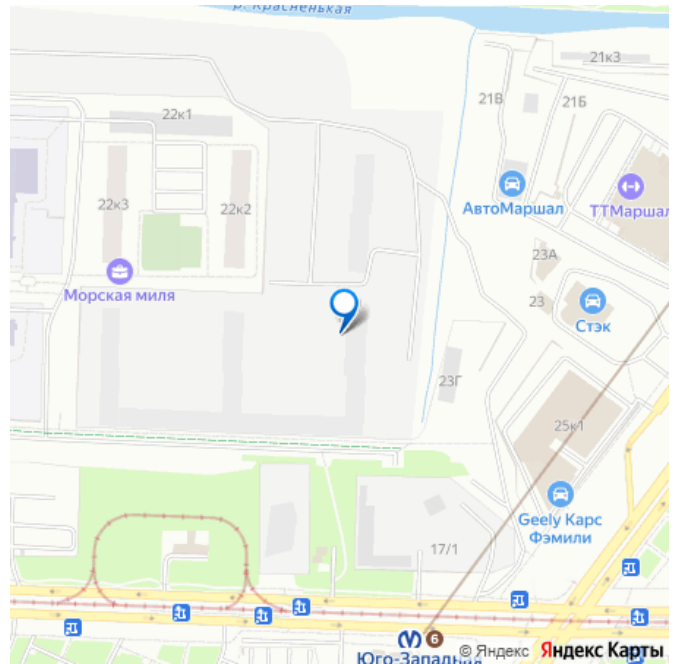 р. Красненькая
21к3
21В
21Б
22к1
АвтоМаршал
ТТМаршал
22к3
22к2
23А
Морская миля
23
Стэк
23Г
25к1
Geely Карс
Фэмили
17/1
6
© Яндекс Яндекс Карты
Юго-Западная